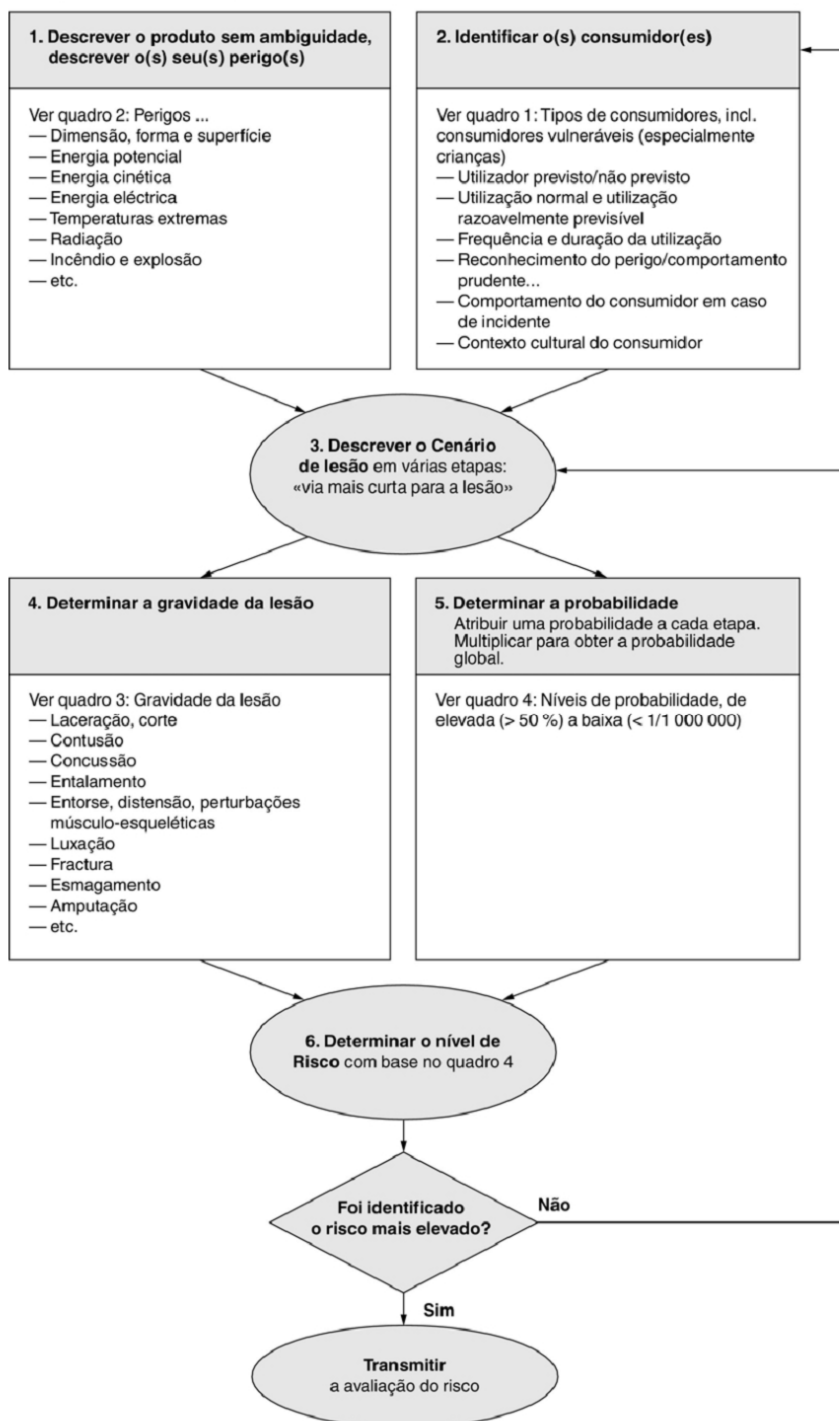 1. Descrever o produto sem ambiguidade,
descrever o(s) seu(s) perigo(s)
Ver quadro 2: Perigos ...
— Dimensão, forma e superfície
— Energia potencial
— Energia cinética
— Energia eléctrica
— Temperaturas extremas
— Radiação
— Incêndio e explosão
— etc.
2. Identificar o(s) consumidor(es)
Ver quadro 1: Tipos de consumidores, incl.
consumidores vulneráveis (especialmente
crianças)
— Utilizador previsto/não previsto
— Utilização normal e utilização
razoavelmente previsível
— Frequência e duração da utilização
— Reconhecimento do perigo/comportamento
prudente...
— Comportamento do consumidor em caso
de incidente
— Contexto cultural do consumidor
3. Descrever o Cenário
de lesão em várias etapas:
«via mais curta para a lesão»
4. Determinar a gravidade da lesão
Ver quadro 3: Gravidade da lesão
— Laceração, corte
— Contusão
— Concussão
— Entalamento
— Entorse, distensão, perturbações
músculo-esqueléticas
— Luxação
— Fractura
— Esmagamento
— Amputação
— etc.
5. Determinar a probabilidade
Atribuir uma probabilidade a cada etapa.
Multiplicar para obter a probabilidade
global.
Ver quadro 4: Níveis de probabilidade, de
elevada (> 50 %) a baixa (< 1/1 000 000)
6. Determinar o nível de
Risco com base no quadro 4
Foi identificado
o risco mais elevado?
Não
Sim
Transmitir
a avaliação do risco